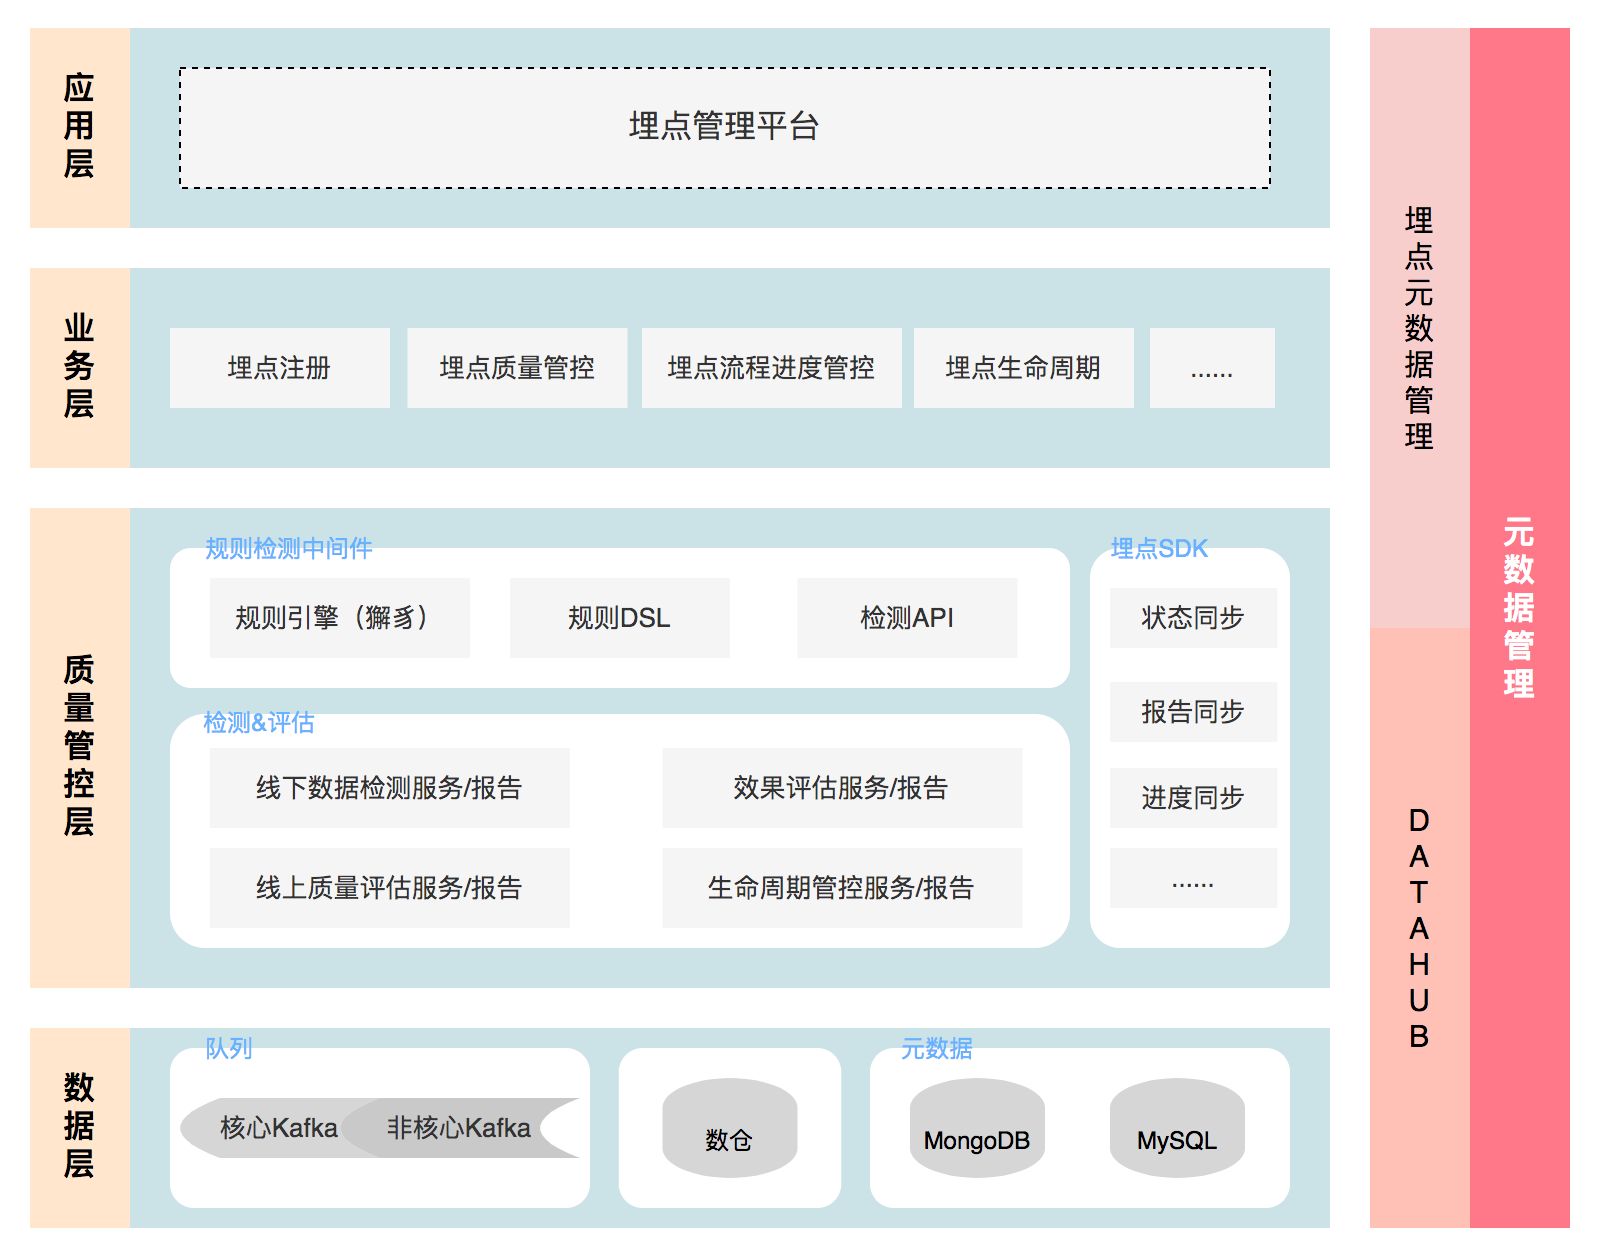 应用层
埋点管理平台
业务层
埋点注册
埋点质量管控
埋点流程进度管控
埋点生命周期
......
质量管控层
规则检测中间件
规则引擎（獬豸）
规则DSL
检测API
检测&评估
线下数据检测服务/报告
效果评估服务/报告
线上质量评估服务/报告
生命周期管控服务/报告
埋点SDK
状态同步
报告同步
进度同步
......
数据层
队列
核心Kafka
非核心Kafka
数仓
元数据
MongoDB
MySQL
埋点元数据管理
DATAHUB
元数据管理